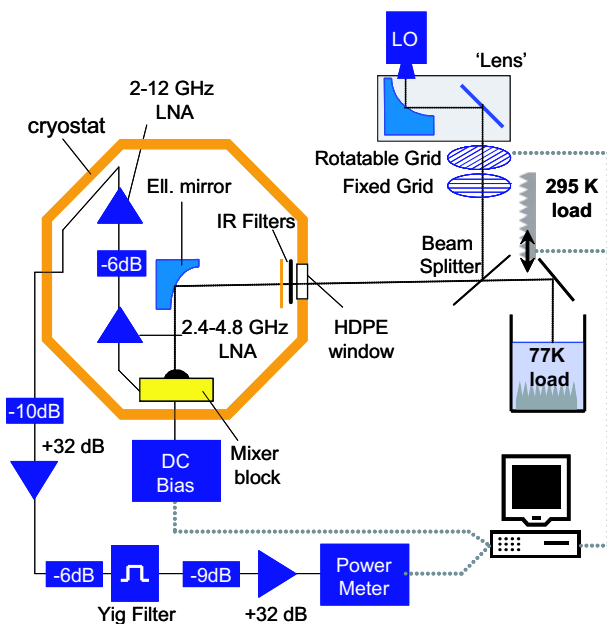 LO
'Lens'
2-12 GHz
LNA
cryostat
Rotatable Grid
Fixed Grid
295 K
load
Ell. mirror
IR Filters
Beam
Splitter
-6dB
HDPE
window
2.4-4.8 GHz
LNA
77K
load
-10dB
+32 dB
Mixer
block
DC
Bias
-6dB
-9dB
Power
Meter
Yig Filter
+32 dB